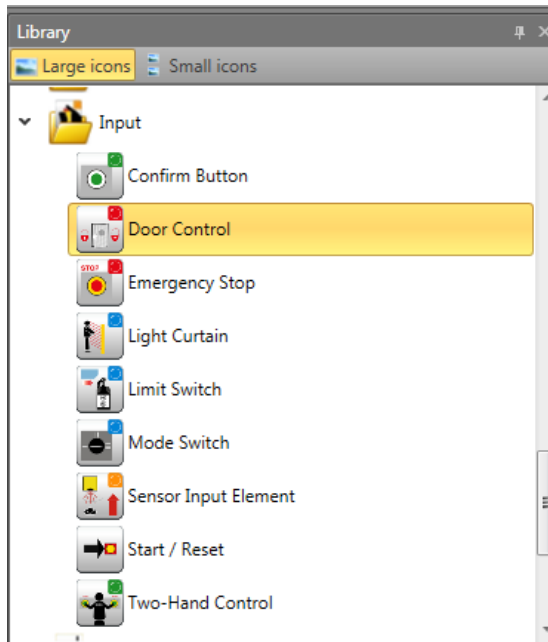 Library
Large icons Small icons
Input
Confirm Button
Door Control
STOP
Emergency Stop
Light Curtain
Limit Switch
Mode Switch
Sensor Input Element
Start / Reset
Two-Hand Control